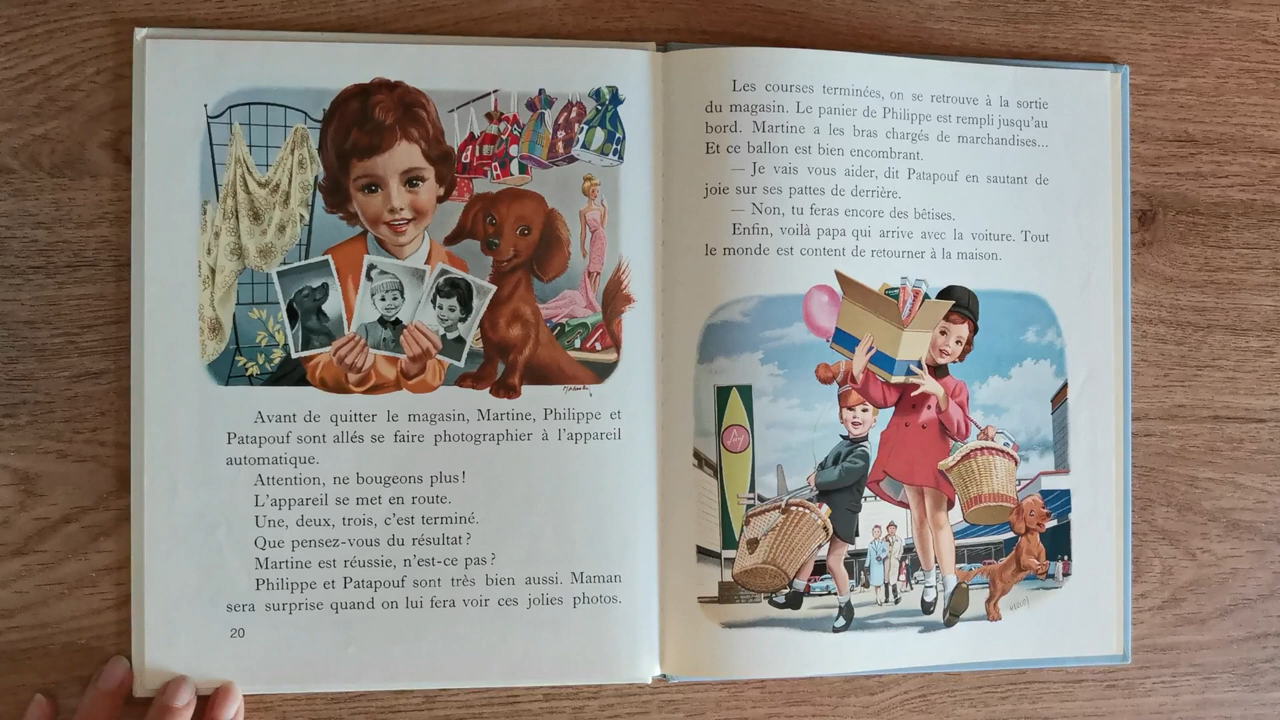 Avant de quitter le magasin, Martine, Philippe et
Patapouf sont allés se faire photographier à l'appareil
automatique.
Attention, ne bougeons plus!
L'appareil se met en route.
Une, deux, trois, c'est terminé.
Que pensez-vous du résultat?
Martine est réussie, n'est-ce pas?
Philippe et Patapouf sont très bien aussi. Maman
sera surprise quand on lui fera voir ces jolies photos.
20
Les courses terminées, on se retrouve à la sortie
du magasin. Le panier de Philippe est rempli jusqu'au
bord. Martine a les bras chargés de marchandises...
Et ce ballon est bien encombrant.
— Je vais vous aider, dit Patapouf en sautant de
joie sur ses pattes de derrière.
— Non, tu feras encore des bêtises.
Enfin, voilà papa qui arrive avec la voiture. Tout
le monde est content de retourner à la maison.